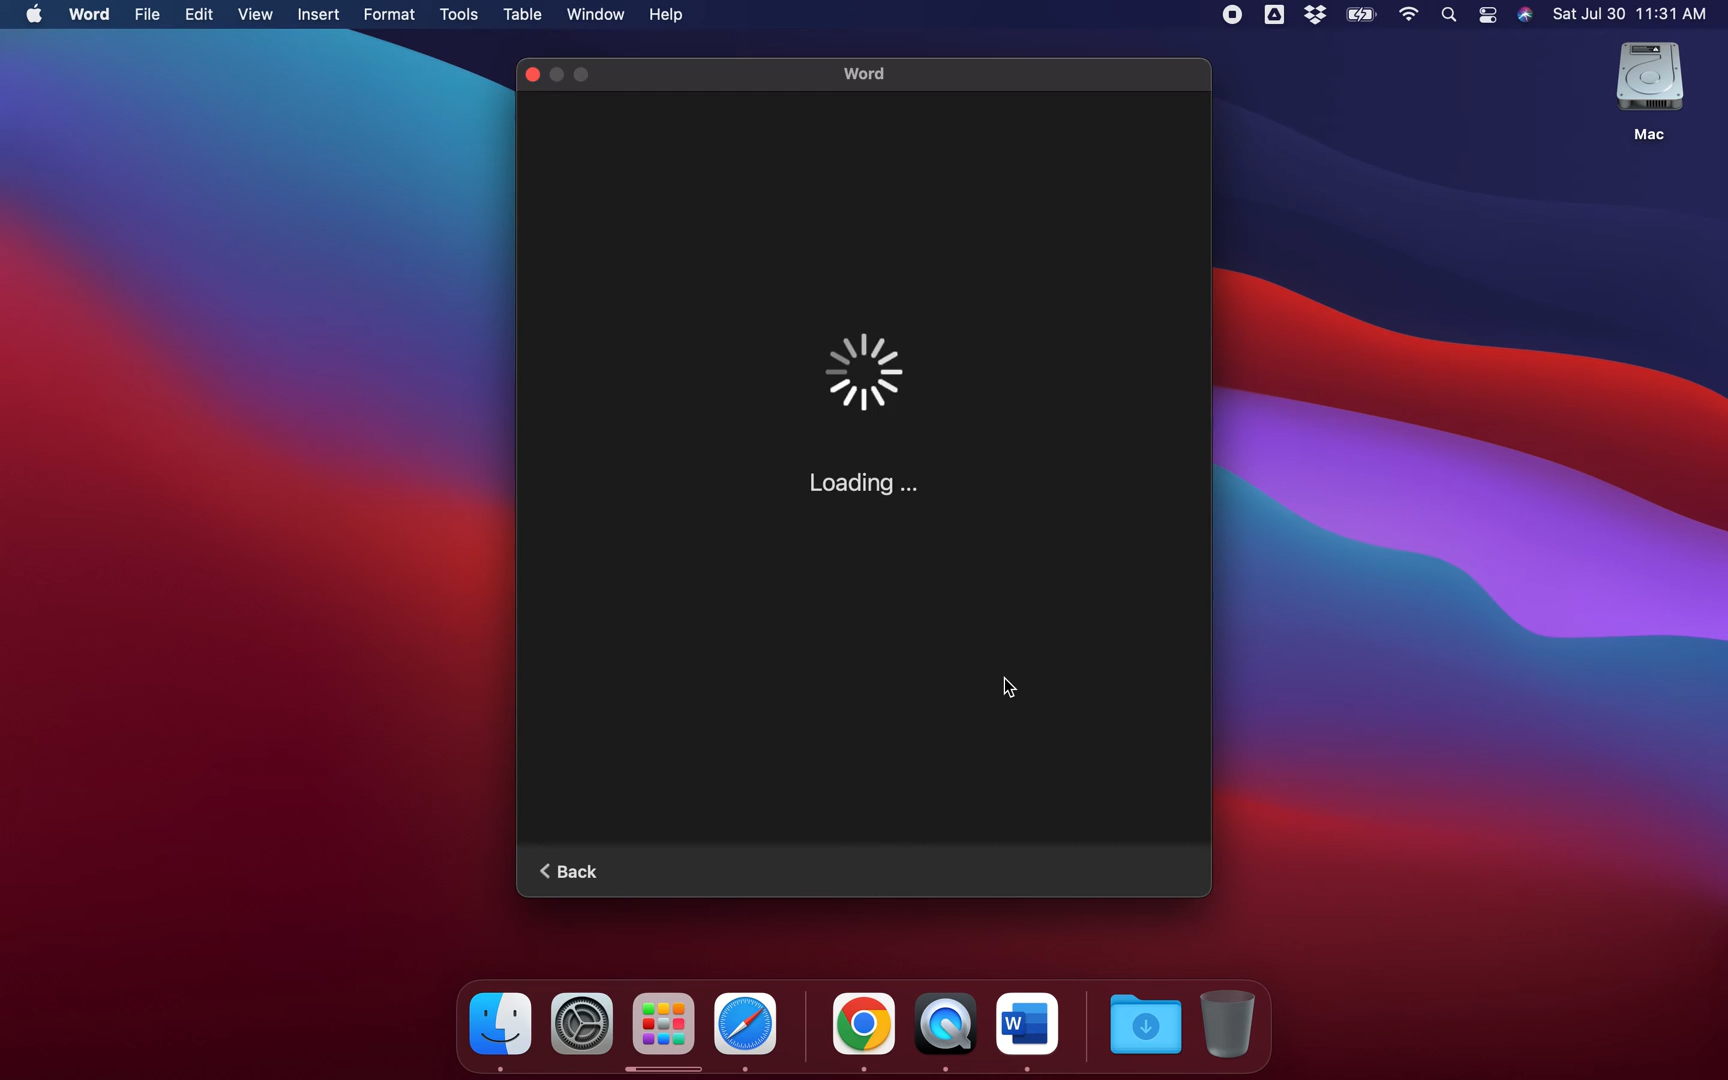 Word File Edit View Insert Format Tools Table Window Help Sat Jul 30 11:31 AM
Word
Mac
Loading ...
Back
W